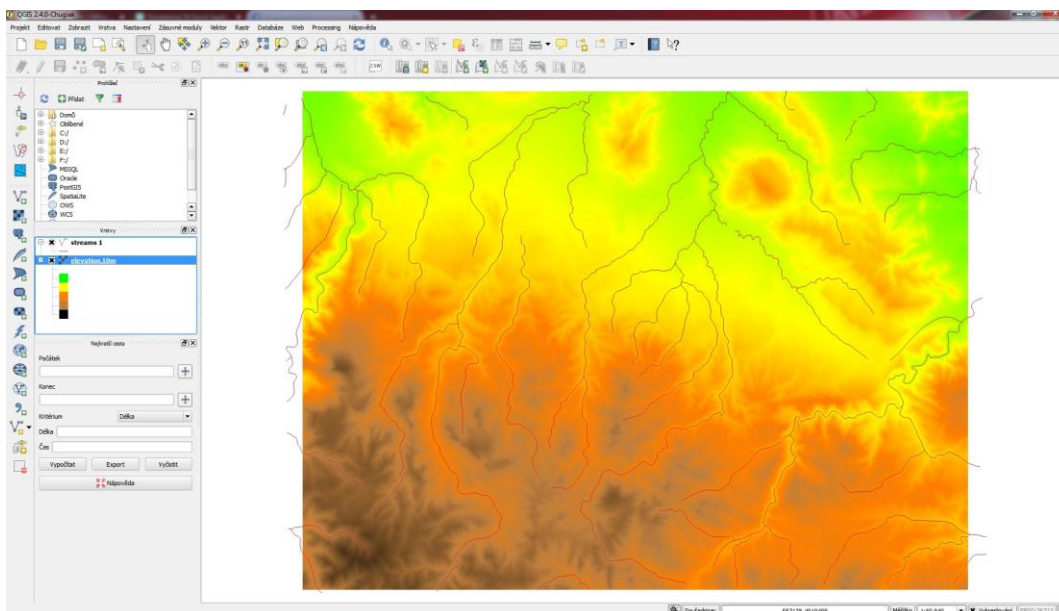 QGIS 2.4.0-Chugiak
Projekt Editovat Zobrazit Vrstva Nastavení Zásuvné moduly Vektor Rastr Databáze Web Processing Nápověda
CSW
Prohlížeč
Přidat
Domů
Oblíbené
C:/
D:/
E:/
F:/
MSSQL
Oracle
PostGIS
SpatiaLite
OWS
WCS
Vrstvy
streams 1
elevation.10m
Nejkratší cesta
Počátek
Konec
Kritérium Délka
Délka
Čas
Vypočítat Export Vyčistit
Nápověda